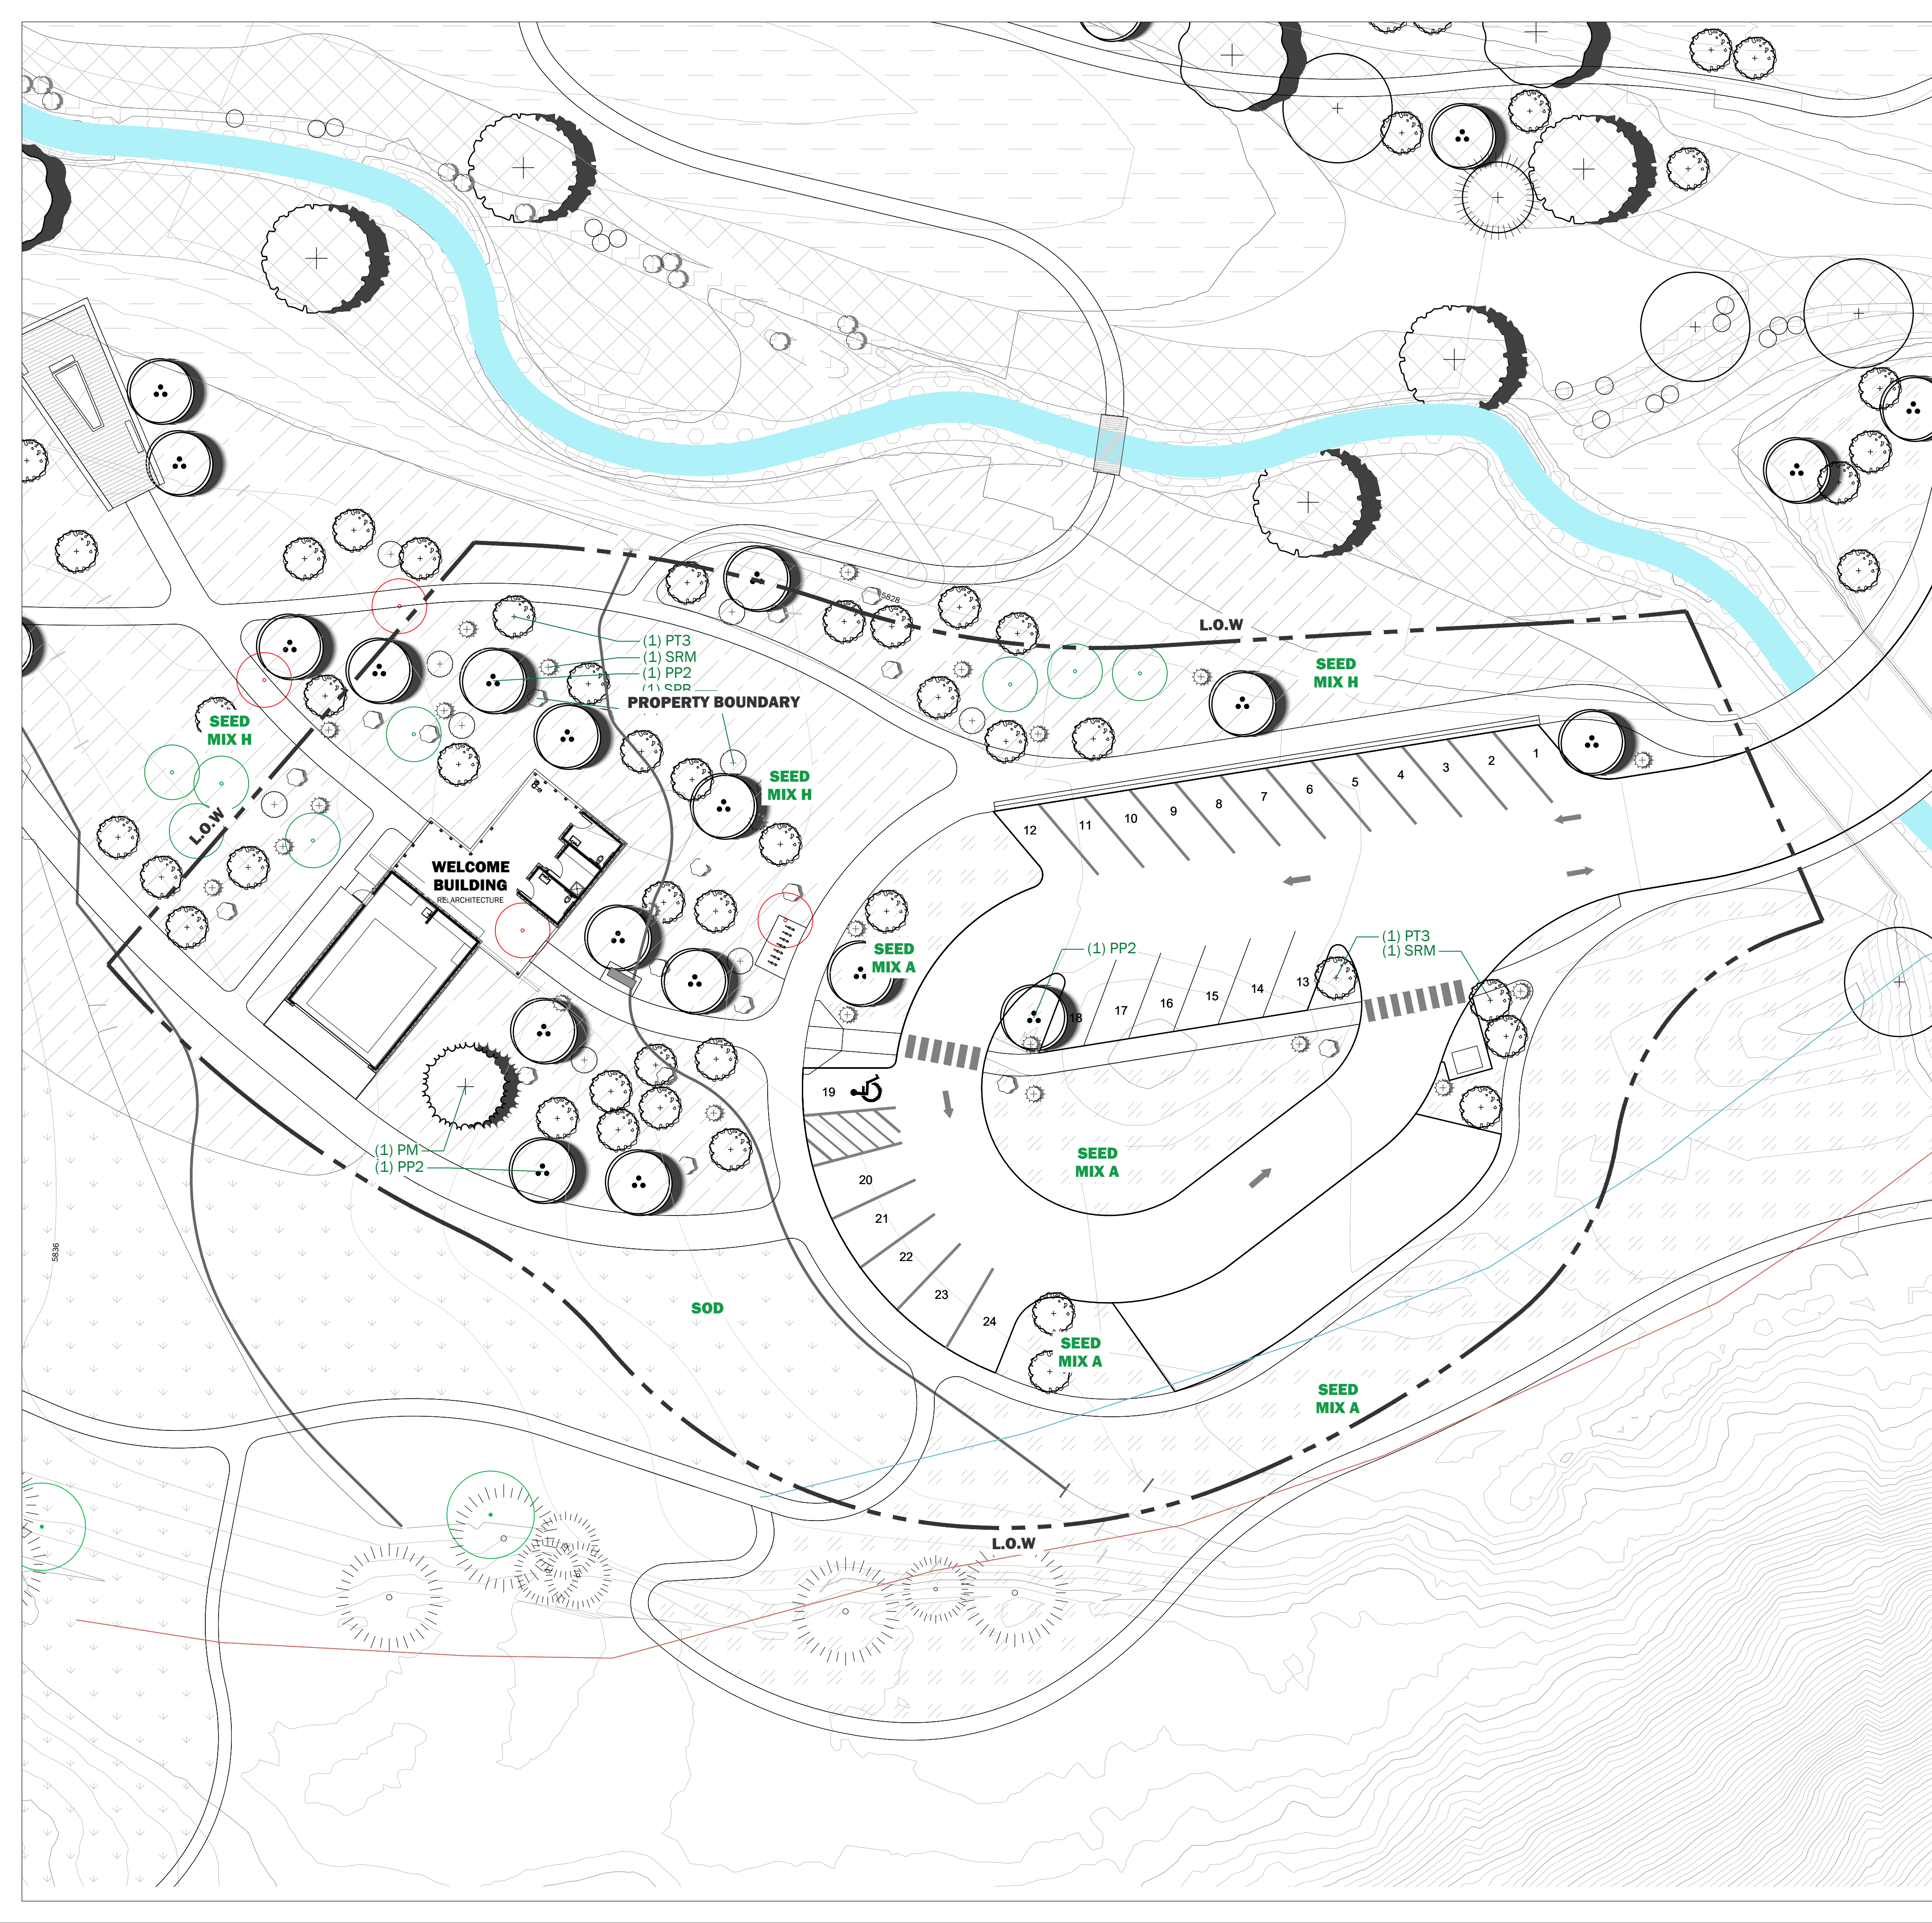 5828
L.O.W
(1) PT3
(1) SRM
(1) PP2
PROPERTY BOUNDARY
SEED
MIX H
SEED
MIX H
SEED
MIX H
L.O.W
1
2
3
4
5
6
7
8
9
10
11
12
WELCOME
BUILDING
RE: ARCHITECTURE
SEED
MIX A
(1) PP2
(1) PT3
(1) SRM
13
14
15
16
17
18
19
20
21
22
23
24
SEED
MIX A
(1) PM
(1) PP2
5836
SOD
SEED
MIX A
SEED
MIX A
L.O.W